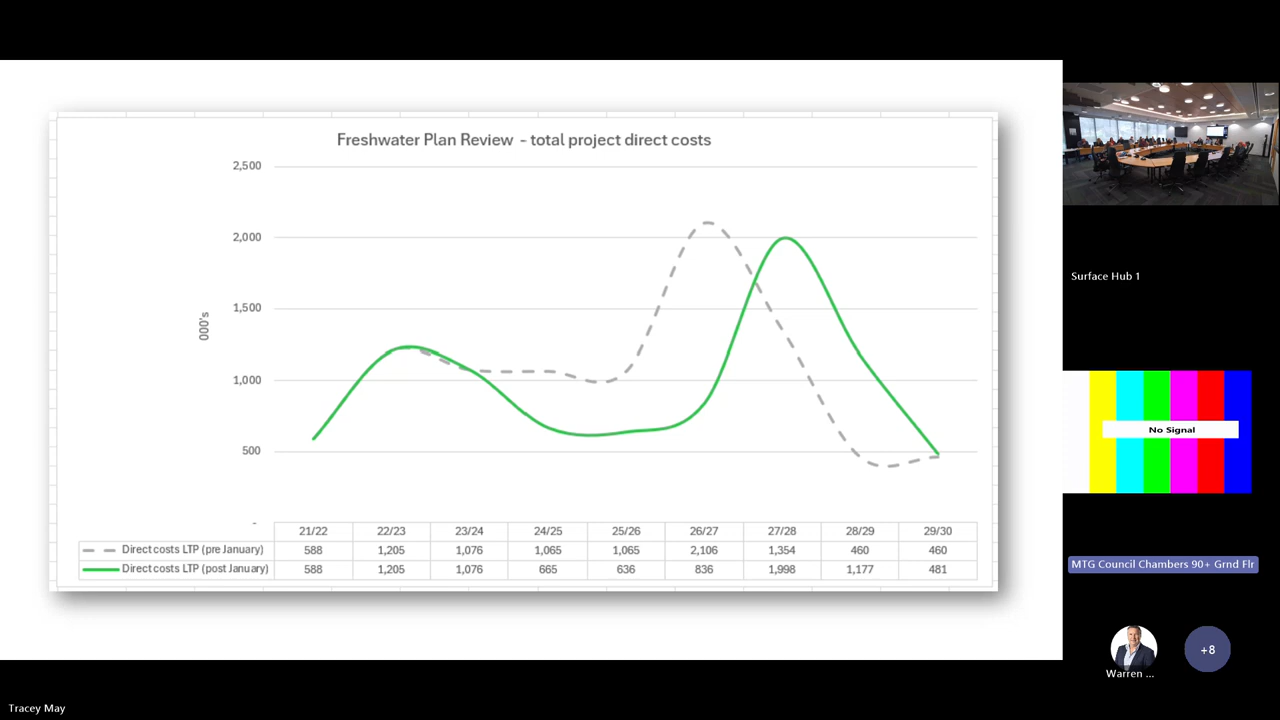 Freshwater Plan Review - total project direct costs
2,500
2,000
1,500
1,000
500
-
000's
21/22 22/23 23/24 24/25 25/26 26/27 27/28 28/29 29/30
Direct costs LTP (pre January) 588 1,205 1,076 1,065 1,065 2,106 1,354 460 460
Direct costs LTP (post January) 588 1,205 1,076 665 636 836 1,998 1,177 481
Surface Hub 1
No Signal
MTG Council Chambers 90+ Grnd Flr
+8
Warren ...
Tracey May